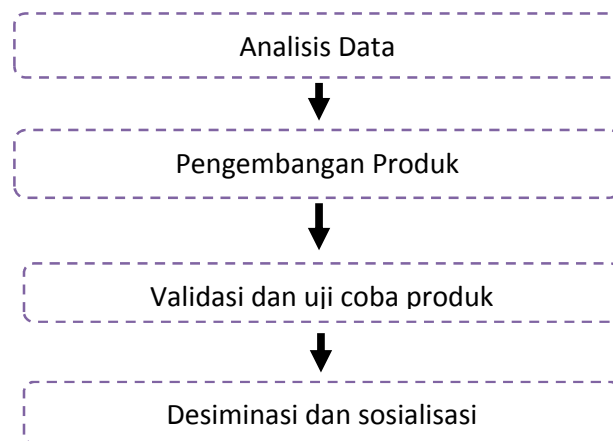 Analisis Data
Pengembangan Produk
Validasi dan uji coba produk
Desiminasi dan sosialisasi